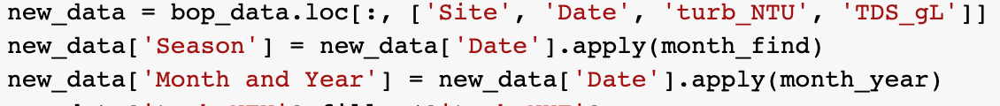 new_data = bop_data.loc[:, ['Site', 'Date', 'turb_NTU', 'TDS_gL']]
new_data['Season'] = new_data['Date'].apply(month_find)
new_data['Month and Year'] = new_data['Date'].apply(month_year)